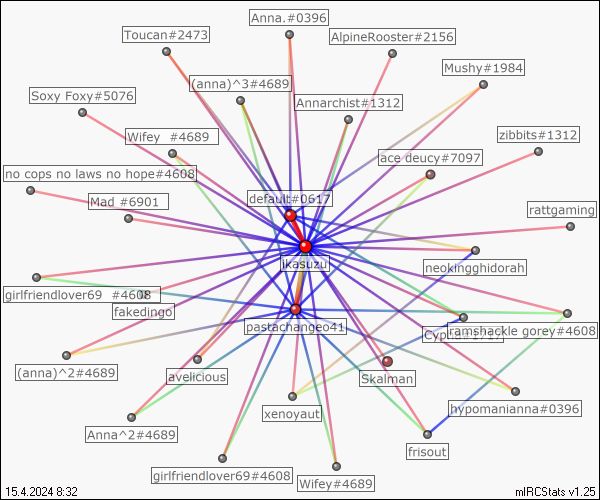 Anna.#0396
Toucan#2473
AlpineRooster#2156
Mushy#1984
(anna)^3#4689
Soxy Foxy#5076
Annarchist#1312
Wifey  #4689
zibbits#1312
ace deucy#7097
no cops no laws no hope#4608
default#0617
Mad #6901
rattgaming
ikasuzu
neokingghidorah
girlfriendlover69 #4608
fakedingo
pastachangeo41
ramshackle gorey#4608
(anna)^2#4689
avelicious
Skalman
xenoyaut
hypomanianna#0396
Anna^2#4689
frisout
girlfriendlover69#4608
Wifey#4689
15.4.2024 8:32
mIRCStats v1.25